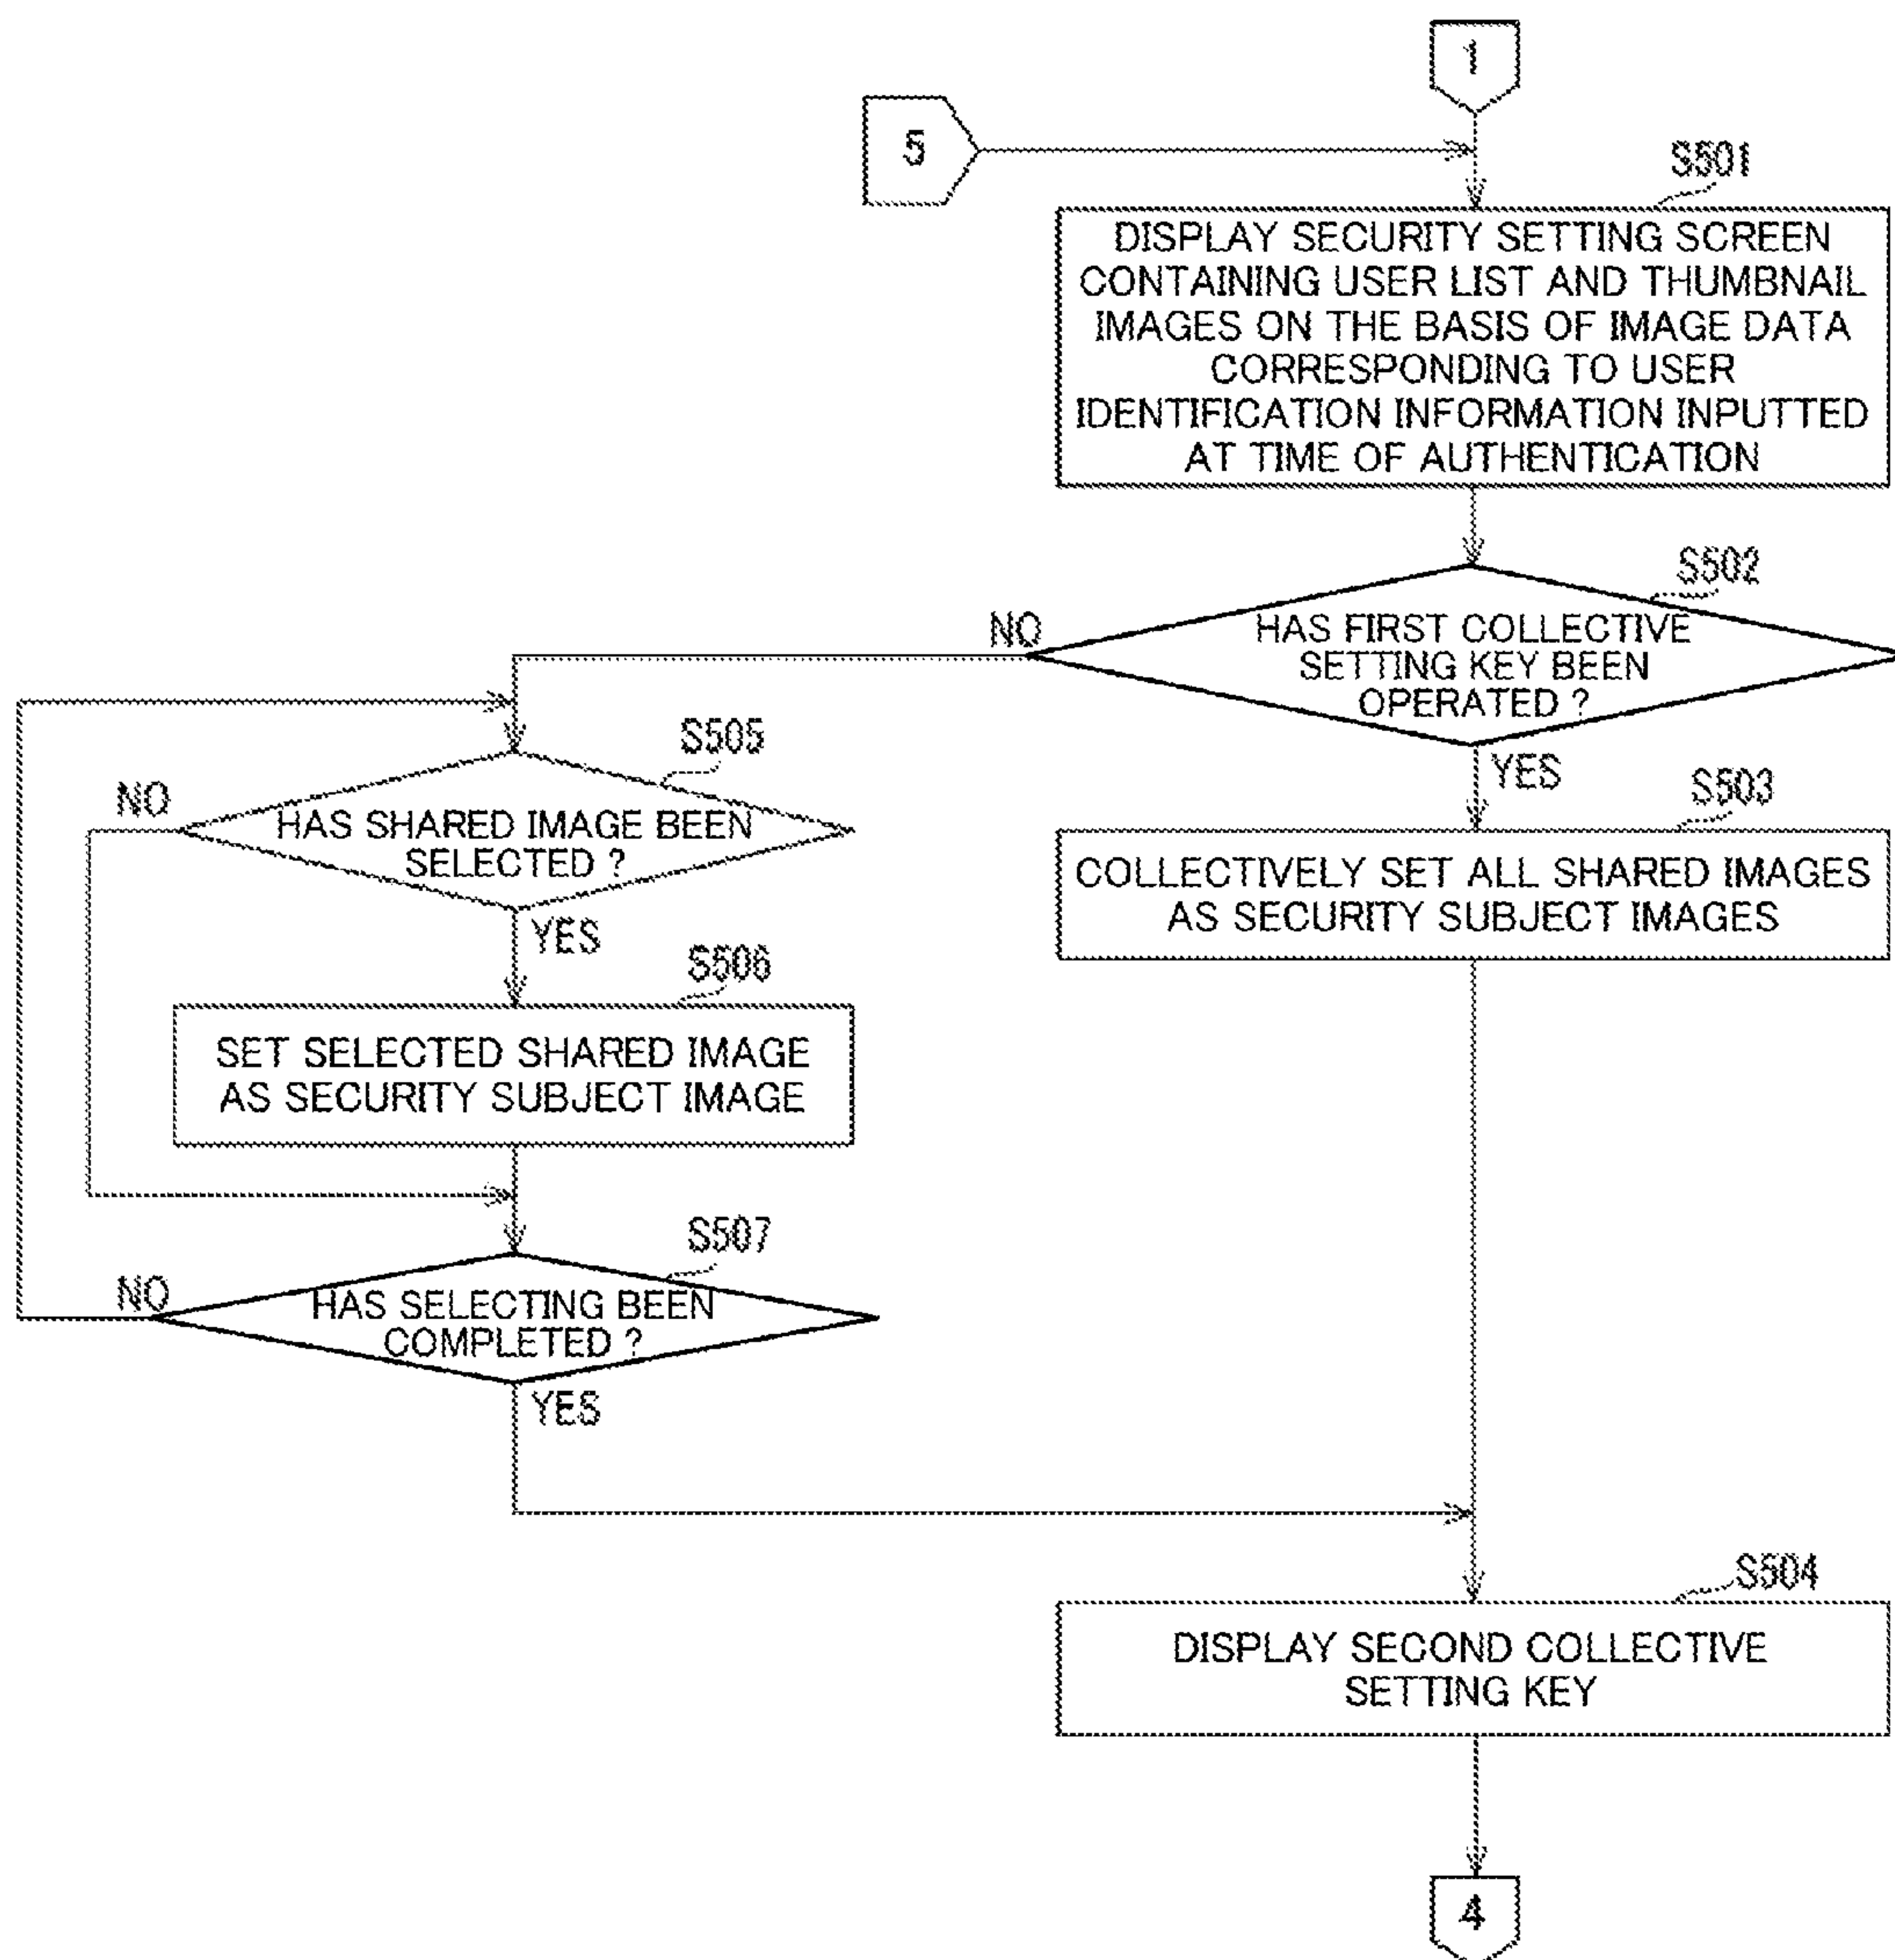 1
5
S501
DISPLAY SECURITY SETTING SCREEN
CONTAINING USER LIST AND THUMBNAIL
IMAGES ON THE BASIS OF IMAGE DATA
CORRESPONDING TO USER
IDENTIFICATION INFORMATION INPUTTED
AT TIME OF AUTHENTICATION
S502
NO
HAS FIRST COLLECTIVE
SETTING KEY BEEN
OPERATED ?
YES
S503
COLLECTIVELY SET ALL SHARED IMAGES
AS SECURITY SUBJECT IMAGES
S505
NO
HAS SHARED IMAGE BEEN
SELECTED ?
YES
S506
SET SELECTED SHARED IMAGE
AS SECURITY SUBJECT IMAGE
S507
NO
HAS SELECTING BEEN
COMPLETED ?
YES
S504
DISPLAY SECOND COLLECTIVE
SETTING KEY
4